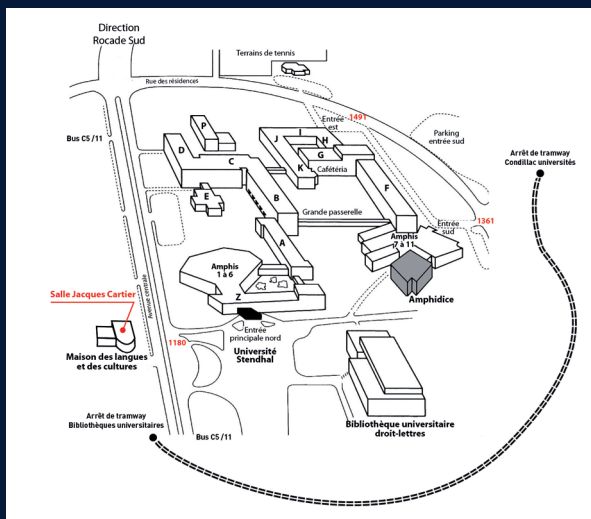 Direction
Rocade Sud
Terrains de tennis
Rue des résidences
Bus C5 /11
P
D
C
E
B
A
J
I
H
G
K
Cafétéria
F
Entrée
est
1491
Parking
entrée sud
Arrêt de tramway
Condillac universités
Grande passerelle
Entrée
sud
1361
Amphis
7 à 11
Amphidice
Amphis
1 à 6
Z
Avenue centrale
Salle Jacques Cartier
Maison des langues
et des cultures
1180
Entrée
principale nord
Université
Stendhal
Bibliothèque universitaire
droit-lettres
Arrêt de tramway
Bibliothèques universitaires
Bus C5 /11